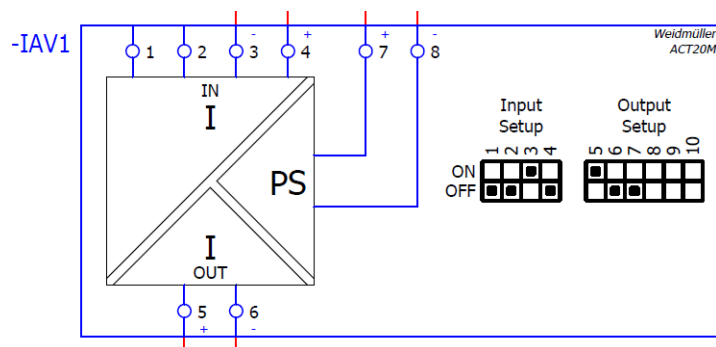 -IAV1
1 2 3 - 4 + 7 + 8 -
Weidmüller
ACT20M
IN
I
PS
I
OUT
5 + 6 -
Input
Setup
1 2 3 4
ON
OFF
Output
Setup
5 6 7 8 9 10